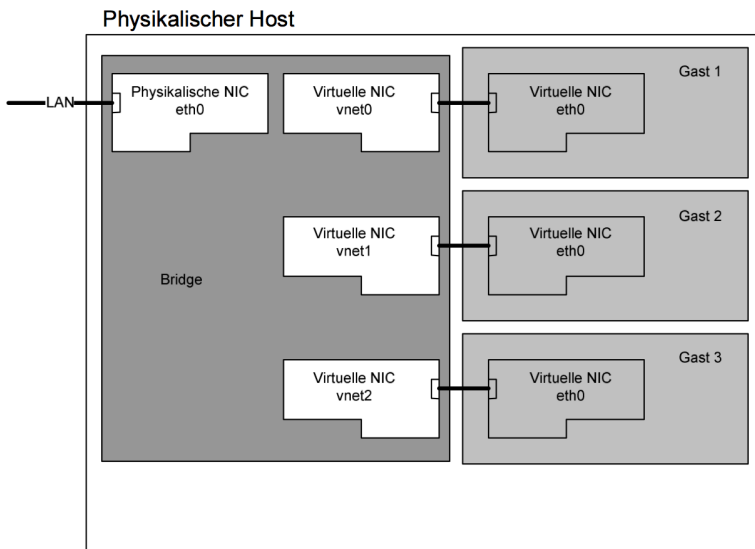 Physikalischer Host
LAN
Physikalische NIC
eth0
Virtuelle NIC
vnet0
Virtuelle NIC
eth0
Gast 1
Virtuelle NIC
vnet1
Virtuelle NIC
eth0
Gast 2
Bridge
Virtuelle NIC
vnet2
Virtuelle NIC
eth0
Gast 3